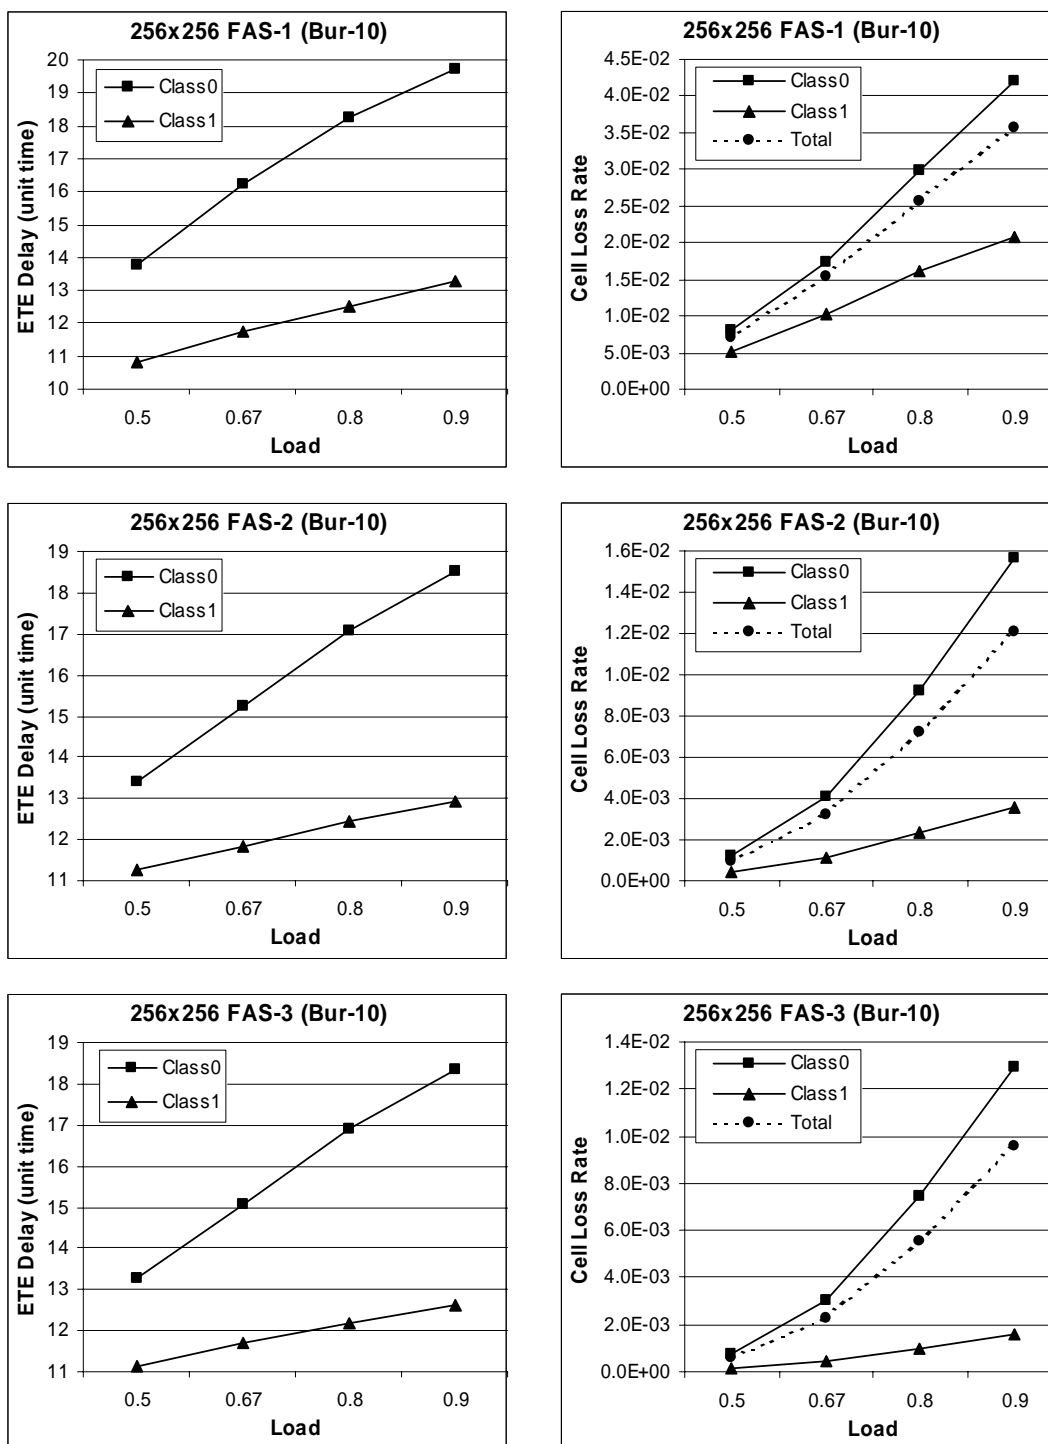 256x256 FAS-1 (Bur-10)
20
19
18
17
16
15
14
13
12
11
10
ETE Delay (unit time)
Class0
Class1
0.5 0.67 0.8 0.9
Load
256x256 FAS-1 (Bur-10)
4.5E-02
4.0E-02
3.5E-02
3.0E-02
2.5E-02
2.0E-02
1.5E-02
1.0E-02
5.0E-03
0.0E+00
Cell Loss Rate
Class0
Class1
Total
0.5 0.67 0.8 0.9
Load
256x256 FAS-2 (Bur-10)
19
18
17
16
15
14
13
12
11
ETE Delay (unit time)
Class0
Class1
0.5 0.67 0.8 0.9
Load
256x256 FAS-2 (Bur-10)
1.6E-02
1.4E-02
1.2E-02
1.0E-02
8.0E-03
6.0E-03
4.0E-03
2.0E-03
0.0E+00
Cell Loss Rate
Class0
Class1
Total
0.5 0.67 0.8 0.9
Load
256x256 FAS-3 (Bur-10)
19
18
17
16
15
14
13
12
11
ETE Delay (unit time)
Class0
Class1
0.5 0.67 0.8 0.9
Load
256x256 FAS-3 (Bur-10)
1.4E-02
1.2E-02
1.0E-02
8.0E-03
6.0E-03
4.0E-03
2.0E-03
0.0E+00
Cell Loss Rate
Class0
Class1
Total
0.5 0.67 0.8 0.9
Load